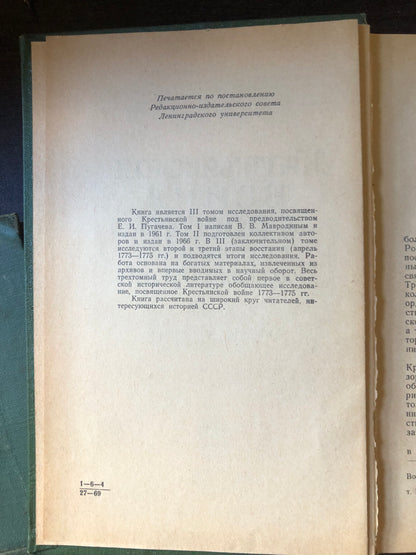 Печатается по постановлению
Редакционно-издательского совета
Ленинградского университета
Книга является III томом исследования, посвящен-
ного Крестьянской войне под предводительством
Е. И. Пугачева. Том I написан В. В. Мавродиным и
издан в 1961 г. Том II подготовлен коллективом авто-
ров и издан в 1966 г. В III (заключительном) томе
исследуются второй и третий этапы восстания (апрель
1773—1775 гг.) и подводятся итоги исследования. Ра-
бота основана на богатых материалах, извлеченных из
архивов и впервые вводимых в научный оборот. Весь
трехтомный труд представляет собой первое в совет-
ской исторической литературе обобщающее исследова-
ние, посвященное Крестьянской войне 1773—1775 гг.
Книга рассчитана на широкий круг читателей, ин-
тересующихся историей СССР.
1—6—4
27—69